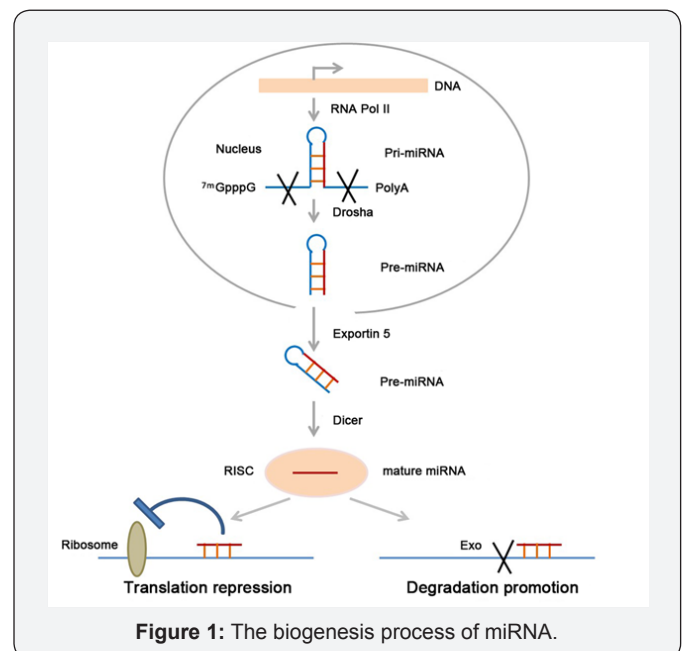 DNA
RNA Pol II
Nucleus
Pri-miRNA
7mGpppG
PolyA
Drosha
Pre-miRNA
Exportin 5
Pre-miRNA
Dicer
RISC
mature miRNA
Ribosome
Exo
Translation repression
Degradation promotion
Figure 1: The biogenesis process of miRNA.